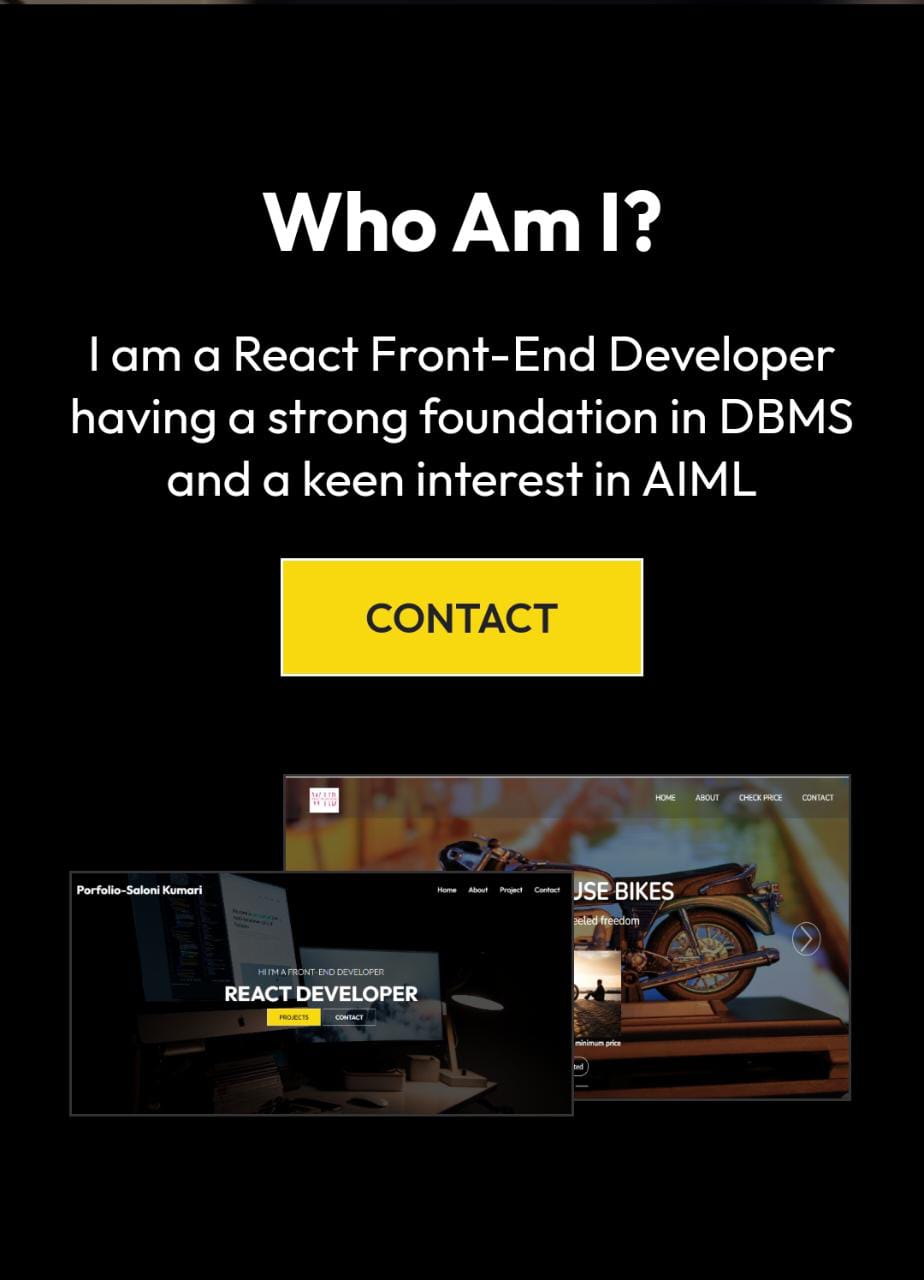 Who Am I?
I am a React Front-End Developer
having a strong foundation in DBMS
and a keen interest in AIML
CONTACT
HOME ABOUT CHECK PRICE CONTACT
USE BIKES
eeled freedom
minimum price
ted
Porfolio-Saloni Kumari
Home About Project Contact
HI I'M A FRONT-END DEVELOPER
REACT DEVELOPER
PROJECTS CONTACT